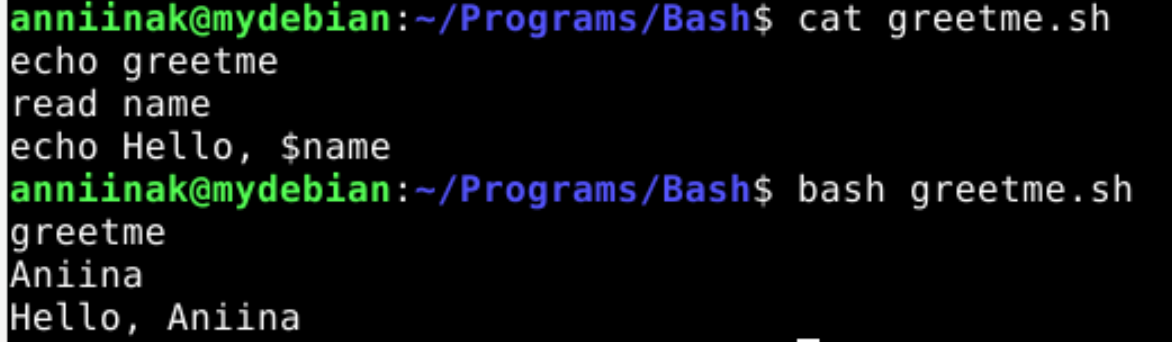 anniinak@mydebian:~/Programs/Bash$ cat greetme.sh
echo greetme
read name
echo Hello, $name
anniinak@mydebian:~/Programs/Bash$ bash greetme.sh
greetme
Aniina
Hello, Aniina